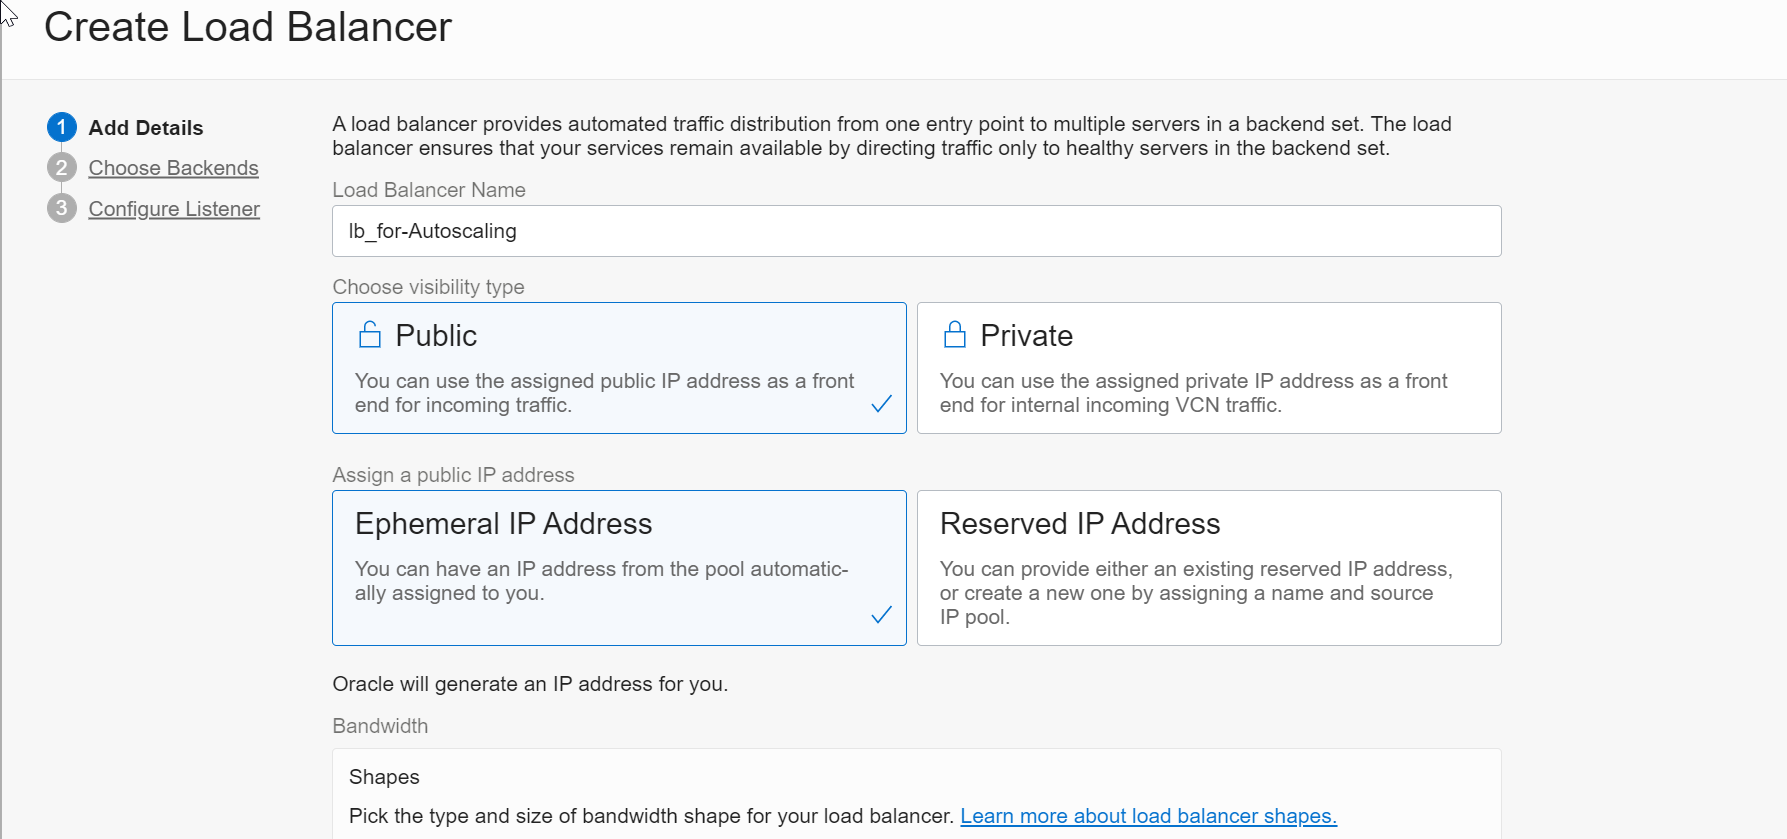 Create Load Balancer
1 Add Details
2 Choose Backends
3 Configure Listener
A load balancer provides automated traffic distribution from one entry point to multiple servers in a backend set. The load
balancer ensures that your services remain available by directing traffic only to healthy servers in the backend set.
Load Balancer Name
lb_for-Autoscaling
Choose visibility type
Public
You can use the assigned public IP address as a front
end for incoming traffic.
Private
You can use the assigned private IP address as a front
end for internal incoming VCN traffic.
Assign a public IP address
Ephemeral IP Address
You can have an IP address from the pool automatic-
ally assigned to you.
Reserved IP Address
You can provide either an existing reserved IP address,
or create a new one by assigning a name and source
IP pool.
Oracle will generate an IP address for you.
Bandwidth
Shapes
Pick the type and size of bandwidth shape for your load balancer. Learn more about load balancer shapes.